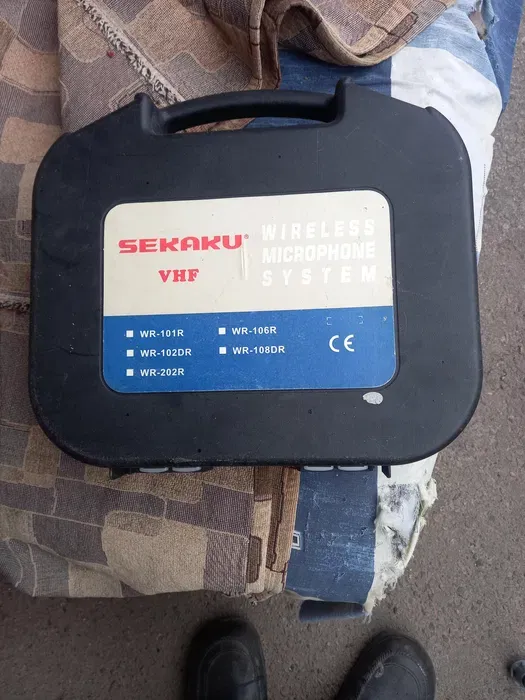 SEKAKU®
VHF
WIRELESS
MICROPHONE
SYSTEM
WR-101R
WR-102DR
WR-202R
WR-106R
WR-108DR
CE